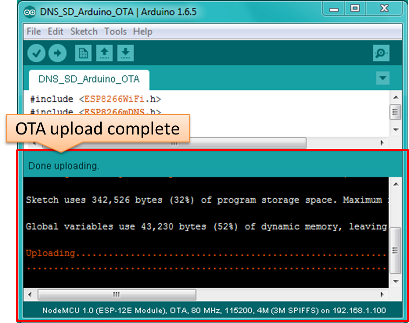 DNS_SD_Arduino_OTA | Arduino 1.6.5
File Edit Sketch Tools Help
DNS_SD_Arduino_OTA
#include <ESP8266WiFi.h>
#include <ESP8266mDNS.h>
OTA upload complete
Done uploading.
Sketch uses 342,526 bytes (32%) of program storage space. Maximum
Global variables use 43,230 bytes (52%) of dynamic memory, leaving
Uploading............................................................
............................................................
NodeMCU 1.0 (ESP-12E Module), OTA, 80 MHz, 115200, 4M (3M SPIFFS) on 192.168.1.100